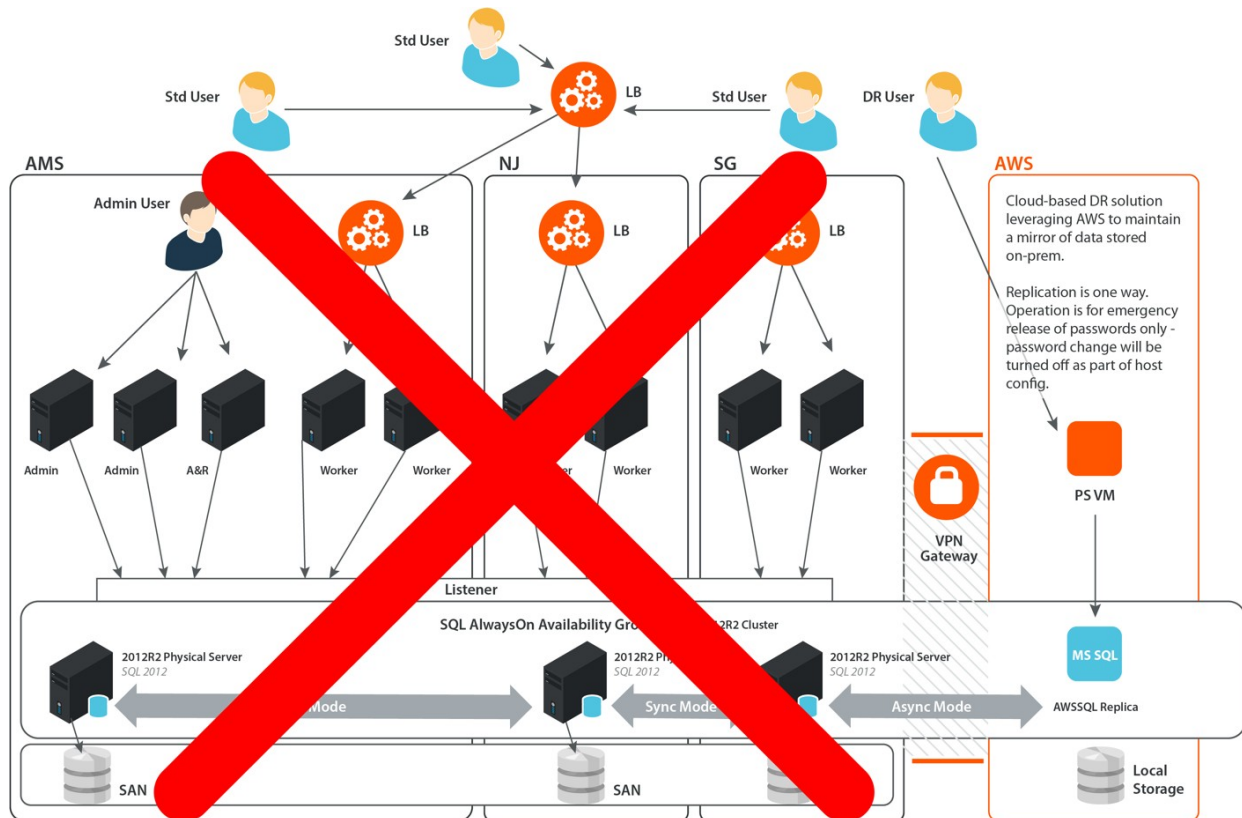 Std User
Std User
LB
Std User
DR User
AMS
NJ
SG
AWS
Admin User
LB
LB
LB
Cloud-based DR solution
leveraging AWS to maintain
a mirror of data stored
on-prem.
Replication is one way.
Operation is for emergency
release of passwords only -
password change will be
turned off as part of host
config.
Admin
Admin
A&R
Worker
Worker
Worker
Worker
Worker
PS VM
VPN
Gateway
Listener
SQL AlwaysOn Availability
Cluster
2012R2 Physical Server
SQL 2012
2012R2
SQL 2012
2012R2 Physical Server
SQL 2012
MS SQL
Mode
Sync Mode
Async Mode
AWSSQL Replica
SAN
SAN
Local
Storage